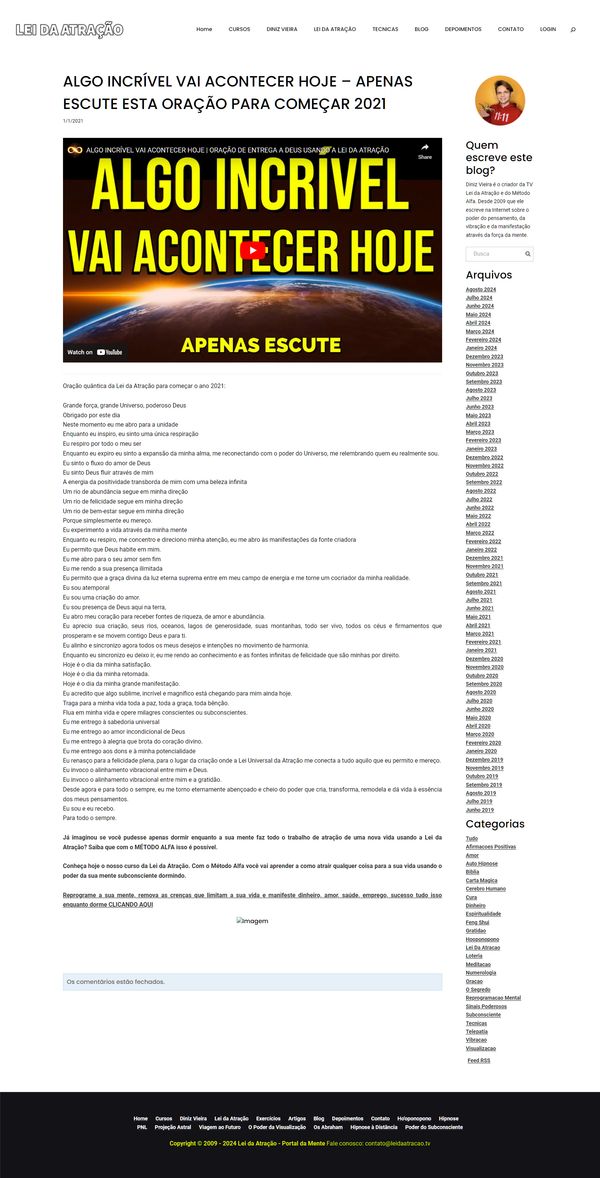 LEI DA ATRAÇÃO
Home CURSOS DINIZ VIEIRA LEI DA ATRAÇÃO TECNICAS BLOG DEPOIMENTOS CONTATO LOGIN
ALGO INCRÍVEL VAI ACONTECER HOJE – APENAS
ESCUTE ESTA ORAÇÃO PARA COMEÇAR 2021
1/1/2021
ALGO INCRÍVEL VAI ACONTECER HOJE | ORAÇÃO DE ENTREGA A DEUS USANDO A LEI DA ATRAÇÃO
Share
ALGO INCRÍVEL
VAI ACONTECER HOJE
APENAS ESCUTE
Watch on YouTube
Oração quântica da Lei da Atração para começar o ano 2021:
Grande força, grande Universo, poderoso Deus
Obrigado por este dia
Neste momento eu me abro para a unidade
Enquanto eu inspiro, eu sinto uma única respiração
Eu respiro por todo o meu ser
Enquanto eu expiro eu sinto a expansão da minha alma, me reconectando com o poder do Universo, me relembrando quem eu realmente sou.
Eu sinto o fluxo do amor de Deus
Eu sinto Deus fluir através de mim
A energia da positividade transborda de mim com uma beleza infinita
Um rio de abundância segue em minha direção
Um rio de felicidade segue em minha direção
Um rio de bem-estar segue em minha direção
Porque simplesmente eu mereço.
Eu experimento a vida através da minha mente
Enquanto eu respiro, me concentro e direciono minha atenção, eu me abro às manifestações da fonte criadora
Eu permito que Deus habite em mim.
Eu me abro para o seu amor sem fim
Eu me rendo a sua presença ilimitada
Eu permito que a graça divina da luz eterna suprema entre em meu campo de energia e me torne um cocriador da minha realidade.
Eu sou atemporal
Eu sou uma criação do amor.
Eu sou presença de Deus aqui na terra,
Eu abro meu coração para receber fontes de riqueza, de amor e abundância.
Eu aprecio sua criação, seus rios, oceanos, lagos de generosidade, suas montanhas, todo ser vivo, todos os céus e firmamentos que
prosperam e se movem contigo Deus e para ti.
Eu alinho e sincronizo agora todos os meus desejos e intenções no movimento de harmonia.
Enquanto eu sincronizo eu deixo ir, eu me rendo ao conhecimento e as fontes infinitas de felicidade que são minhas por direito.
Hoje é o dia da minha satisfação.
Hoje é o dia da minha retomada.
Hoje é o dia da minha grande manifestação.
Eu acredito que algo sublime, incrível e magnífico está chegando para mim ainda hoje.
Traga para a minha vida toda a paz, toda a graça, toda bênção.
Flua em minha vida e opere milagres conscientes ou subconscientes.
Eu me entrego à sabedoria universal
Eu me entrego ao amor incondicional de Deus
Eu me entrego à alegria que brota do coração divino.
Eu me entrego aos dons e à minha potencialidade
Eu renasço para a felicidade plena, para o lugar da criação onde a Lei Universal da Atração me conecta a tudo aquilo que eu permito e mereço.
Eu invoco o alinhamento vibracional entre mim e Deus.
Eu invoco o alinhamento vibracional entre mim e a gratidão.
Desde agora e para todo o sempre, eu me torno eternamente abençoado e cheio do poder que cria, transforma, remodela e dá vida à essência
dos meus pensamentos.
Eu sou e eu recebo.
Para todo o sempre.
Já imaginou se você pudesse apenas dormir enquanto a sua mente faz todo o trabalho de atração de uma nova vida usando a Lei da
Atração? Saiba que com o MÉTODO ALFA isso é possível.
Conheça hoje o nosso curso da Lei da Atração. Com o Método Alfa você vai aprender a como atrair qualquer coisa para a sua vida usando o
poder da sua mente subconsciente dormindo.
Reprograme a sua mente, remova as crenças que limitam a sua vida e manifeste dinheiro, amor, saúde, emprego, sucesso tudo isso
enquanto dorme CLICANDO AQUI
Imagem
Os comentários estão fechados.
Quem
escreve este
blog?
Diniz Vieira é o criador da TV
Lei da Atração e do Método
Alfa. Desde 2009 que ele
escreve na Internet sobre o
poder do pensamento, da
vibração e da manifestação
através da força da mente.
Busca
Arquivos
Agosto 2024
Julho 2024
Junho 2024
Maio 2024
Abril 2024
Março 2024
Fevereiro 2024
Janeiro 2024
Dezembro 2023
Novembro 2023
Outubro 2023
Setembro 2023
Agosto 2023
Julho 2023
Junho 2023
Maio 2023
Abril 2023
Março 2023
Fevereiro 2023
Janeiro 2023
Dezembro 2022
Novembro 2022
Outubro 2022
Setembro 2022
Agosto 2022
Julho 2022
Junho 2022
Maio 2022
Abril 2022
Março 2022
Fevereiro 2022
Janeiro 2022
Dezembro 2021
Novembro 2021
Outubro 2021
Setembro 2021
Agosto 2021
Julho 2021
Junho 2021
Maio 2021
Abril 2021
Março 2021
Fevereiro 2021
Janeiro 2021
Dezembro 2020
Novembro 2020
Outubro 2020
Setembro 2020
Agosto 2020
Julho 2020
Junho 2020
Maio 2020
Abril 2020
Março 2020
Fevereiro 2020
Janeiro 2020
Dezembro 2019
Novembro 2019
Outubro 2019
Setembro 2019
Agosto 2019
Julho 2019
Junho 2019
Categorias
Tudo
Afirmacoes Positivas
Amor
Auto Hipnose
Biblia
Carta Magica
Cerebro Humano
Cura
Dinheiro
Espiritualidade
Feng Shui
Gratidao
Hooponopono
Lei Da Atracao
Loteria
Meditacao
Numerologia
Oracao
O Segredo
Reprogramacao Mental
Sinais Poderosos
Subconsciente
Tecnicas
Telepatia
Vibracao
Visualizacao
Feed RSS
Home Cursos Diniz Vieira Lei da Atração Exercícios Artigos Blog Depoimentos Contato Ho'oponopono Hipnose
PNL Projeção Astral Viagem ao Futuro O Poder da Visualização Os Abraham Hipnose à Distância Poder do Subconsciente
Copyright © 2009 - 2024 Lei da Atração - Portal da Mente Fale conosco: contato@leidaatracao.tv